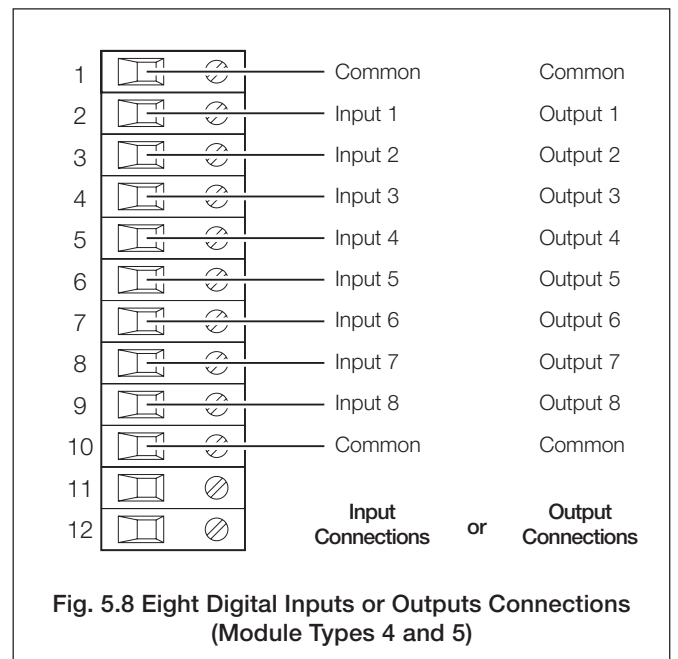 1 Common Common
2 Input 1 Output 1
3 Input 2 Output 2
4 Input 3 Output 3
5 Input 4 Output 4
6 Input 5 Output 5
7 Input 6 Output 6
8 Input 7 Output 7
9 Input 8 Output 8
10 Common Common
11
12
Input Connections or Output Connections
Fig. 5.8 Eight Digital Inputs or Outputs Connections
(Module Types 4 and 5)